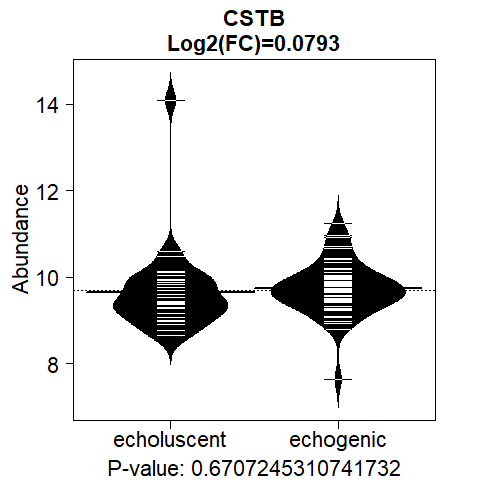 CSTB
Log2(FC)=0.0793
Abundance
14
12
10
8
echoluscent echogenic
P-value: 0.6707245310741732